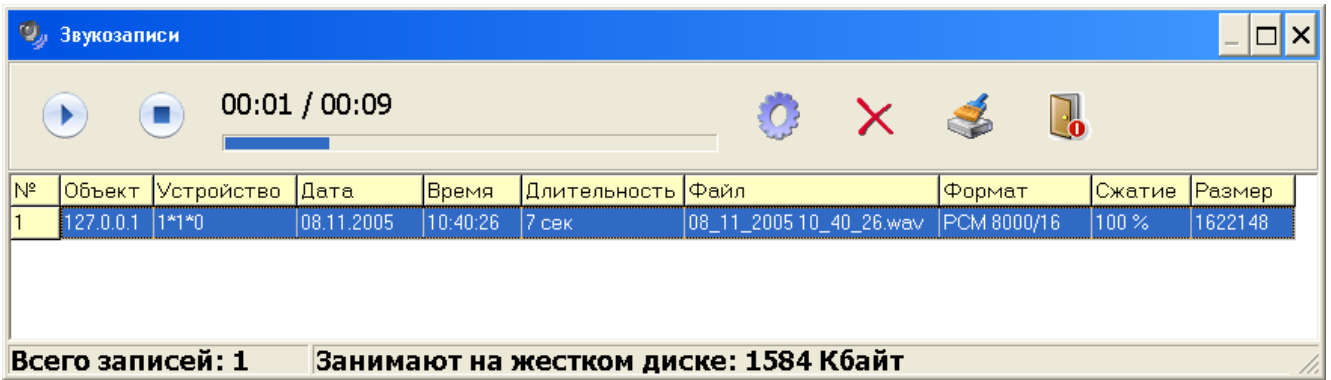 Звукозаписи
00:01 / 00:09
№ Объект Устройство Дата Время Длительность Файл Формат Сжатие Размер
1 127.0.0.1 1*1*0 08.11.2005 10:40:26 7 сек 08_11_2005 10_40_26.wav PCM 8000/16 100 % 1622148
Всего записей: 1 Занимают на жестком диске: 1584 Кбайт